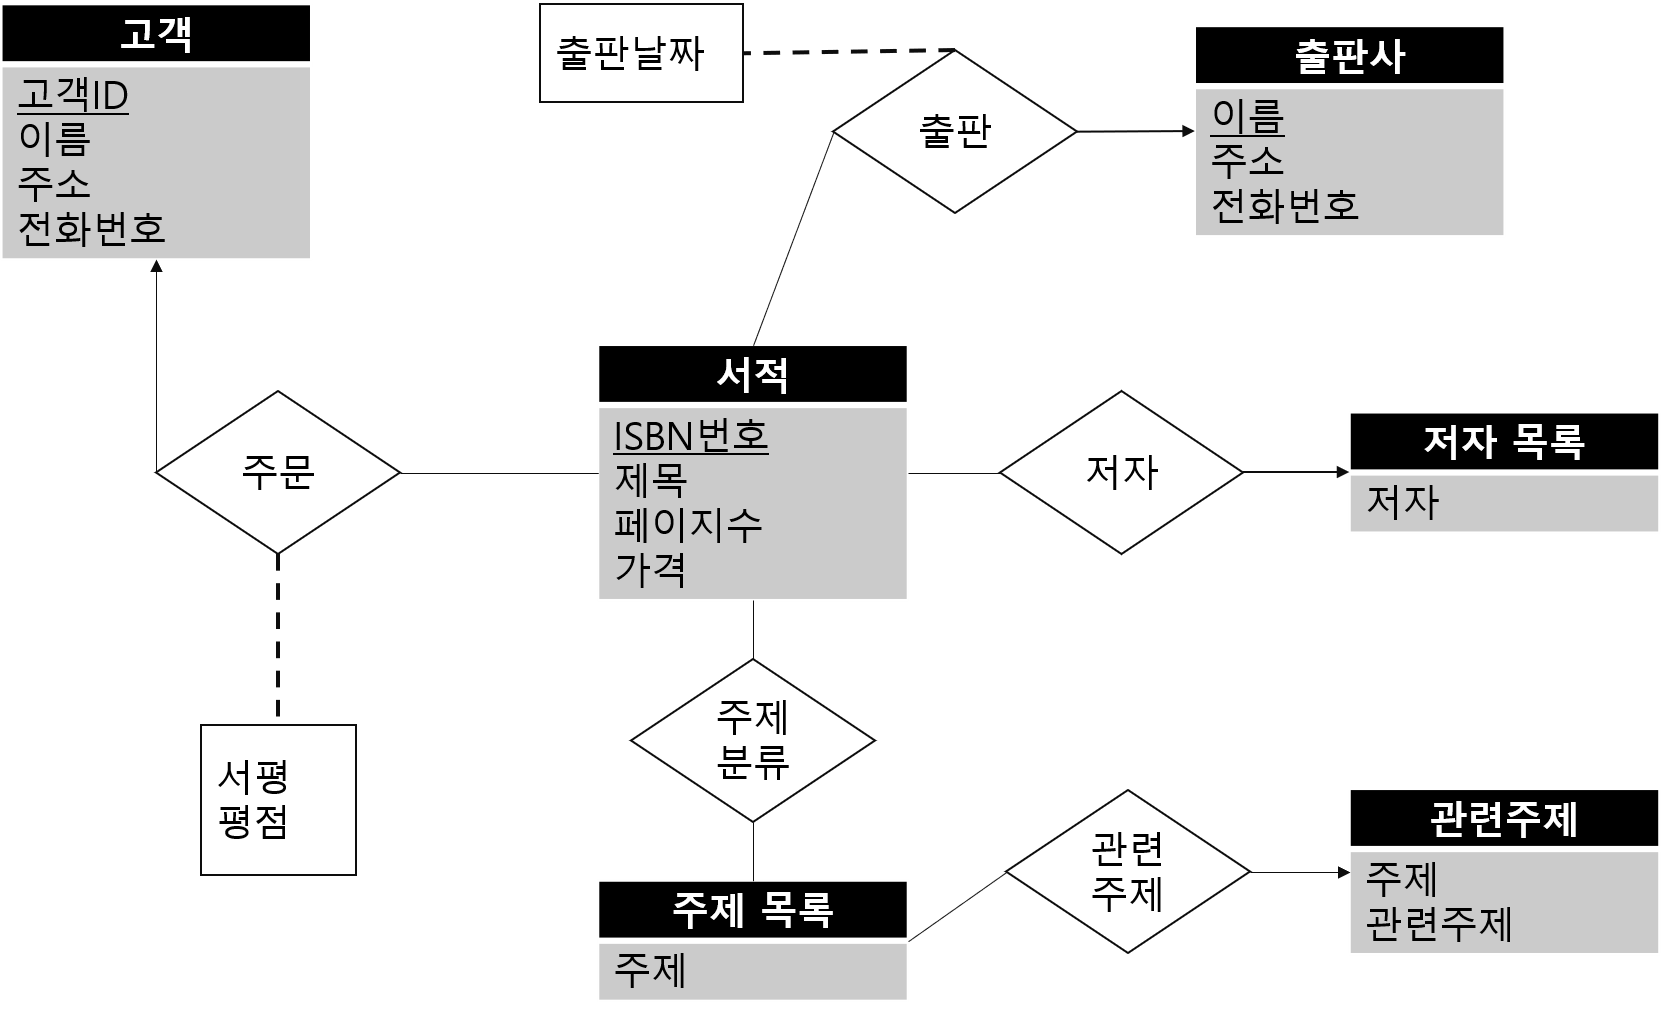 고객
고객ID
이름
주소
전화번호
출판날짜
출판
출판사
이름
주소
전화번호
주문
서평
평점
서적
ISBN번호
제목
페이지수
가격
저자
저자 목록
저자
주제
분류
주제 목록
주제
관련
주제
관련주제
주제
관련주제